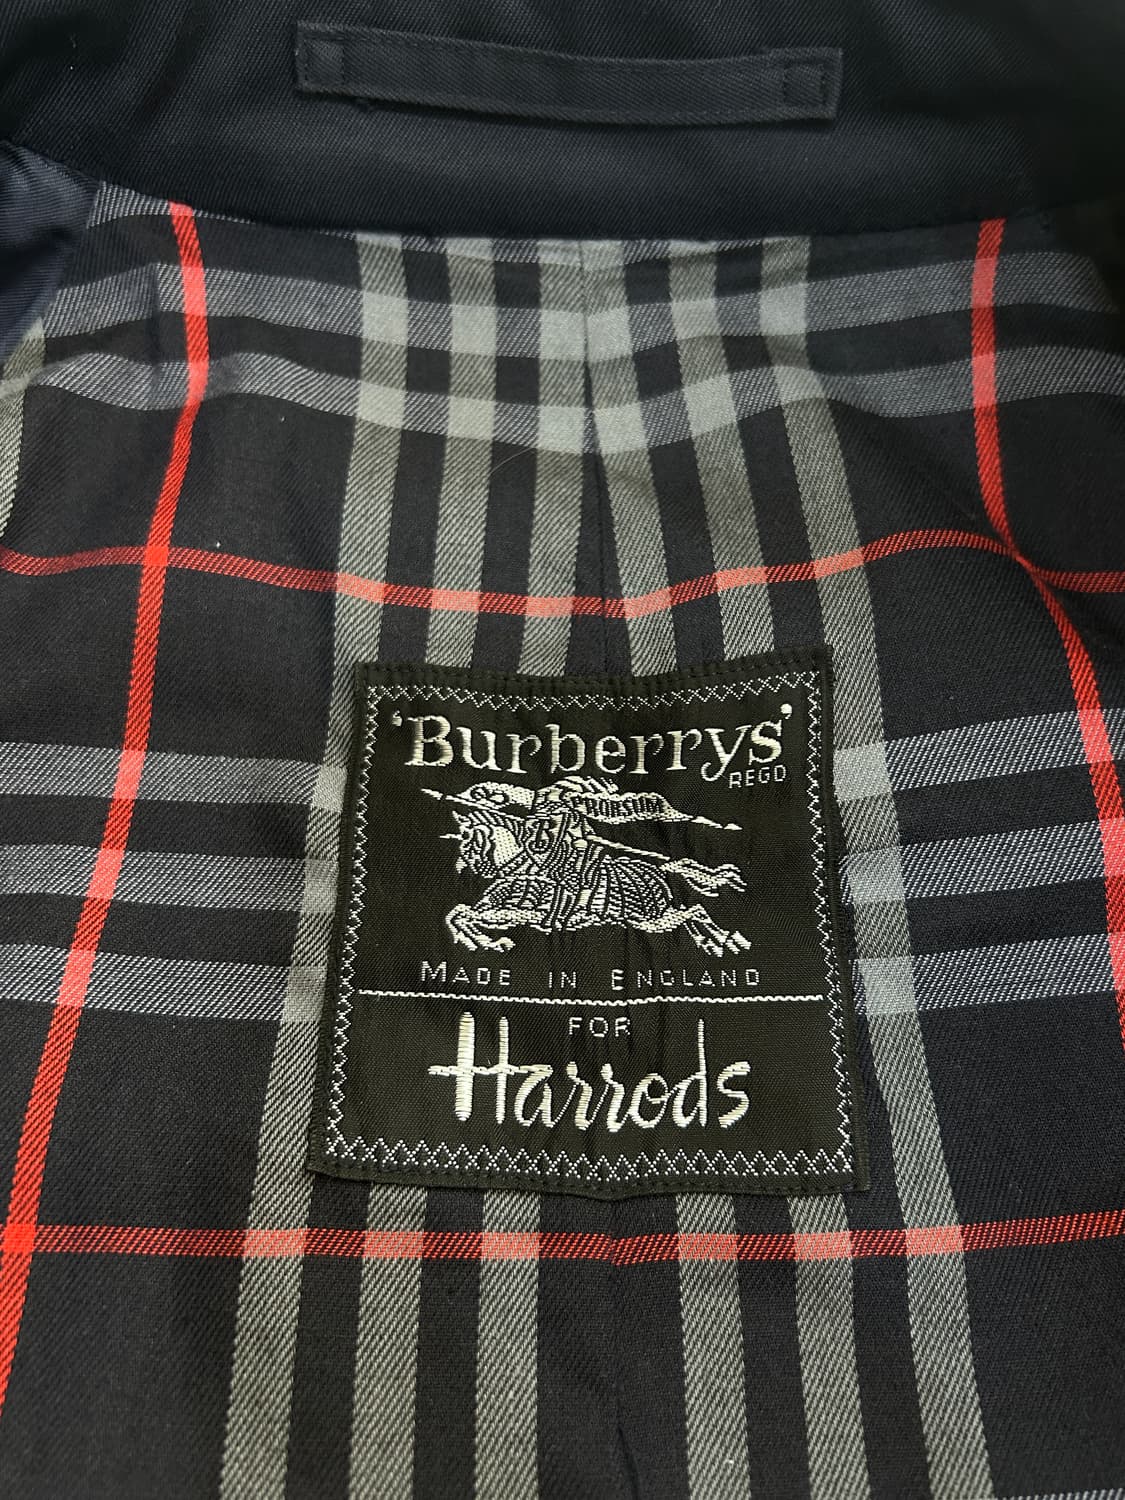 'Burberrys'
REGD
PRORSUM
B
MADE IN ENGLAND
FOR
Harrods